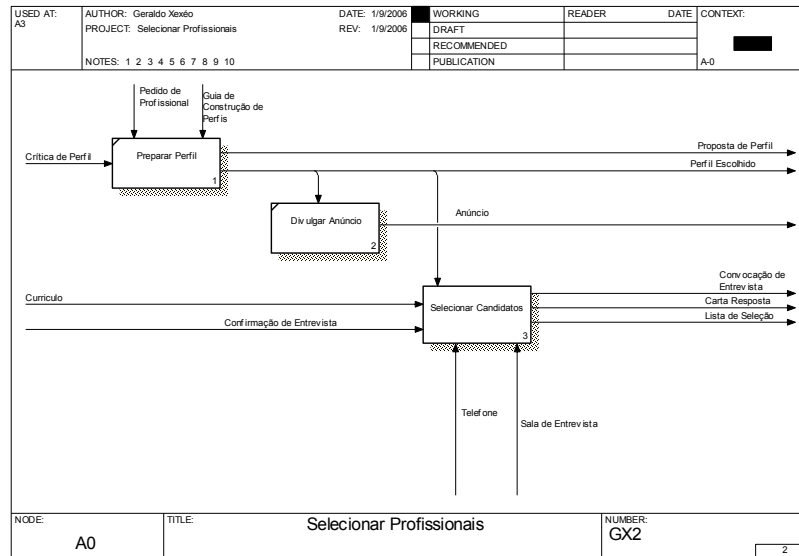 USED AT:
A3
AUTHOR: Geraldo Xexéo
DATE: 1/9/2006
PROJECT: Selecionar Profissionais
REV: 1/9/2006
NOTES: 1 2 3 4 5 6 7 8 9 10
WORKING
DRAFT
RECOMMENDED
PUBLICATION
READER
DATE
CONTEXT:
A-0
Pedido de
Profissional
Guia de
Construção de
Perfis
Crítica de Perfil
Preparar Perfil
1
Proposta de Perfil
Perfil Escolhido
Divulgar Anúncio
2
Anúncio
Curriculo
Confirmação de Entrevista
Selecionar Candidatos
3
Convocação de
Entrevista
Carta Resposta
Lista de Seleção
Telefone
Sala de Entrevista
NODE:
A0
TITLE:
Selecionar Profissionais
NUMBER:
GX2
2